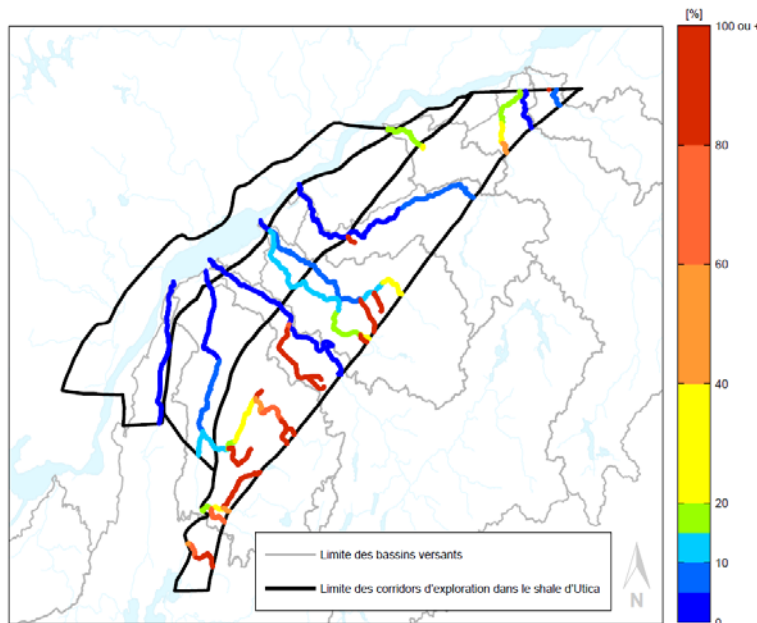 [%]
100 ou +
80
60
40
20
10
0
Limite des bassins versants
Limite des corridors d'exploration dans le shale d'Utica
N